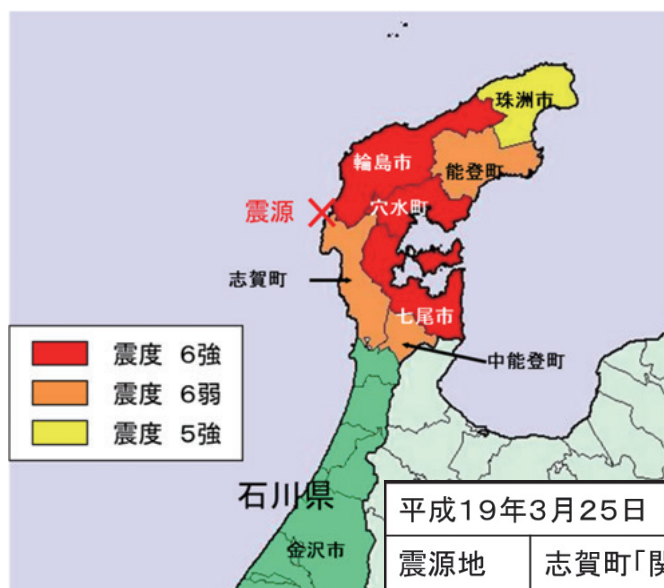 珠洲市
輪島市
能登町
震源
穴水町
志賀町
七尾市
中能登町
震度 6強
震度 6弱
震度 5強
石川県
金沢市
平成19年3月25日
震源地 志賀町「関